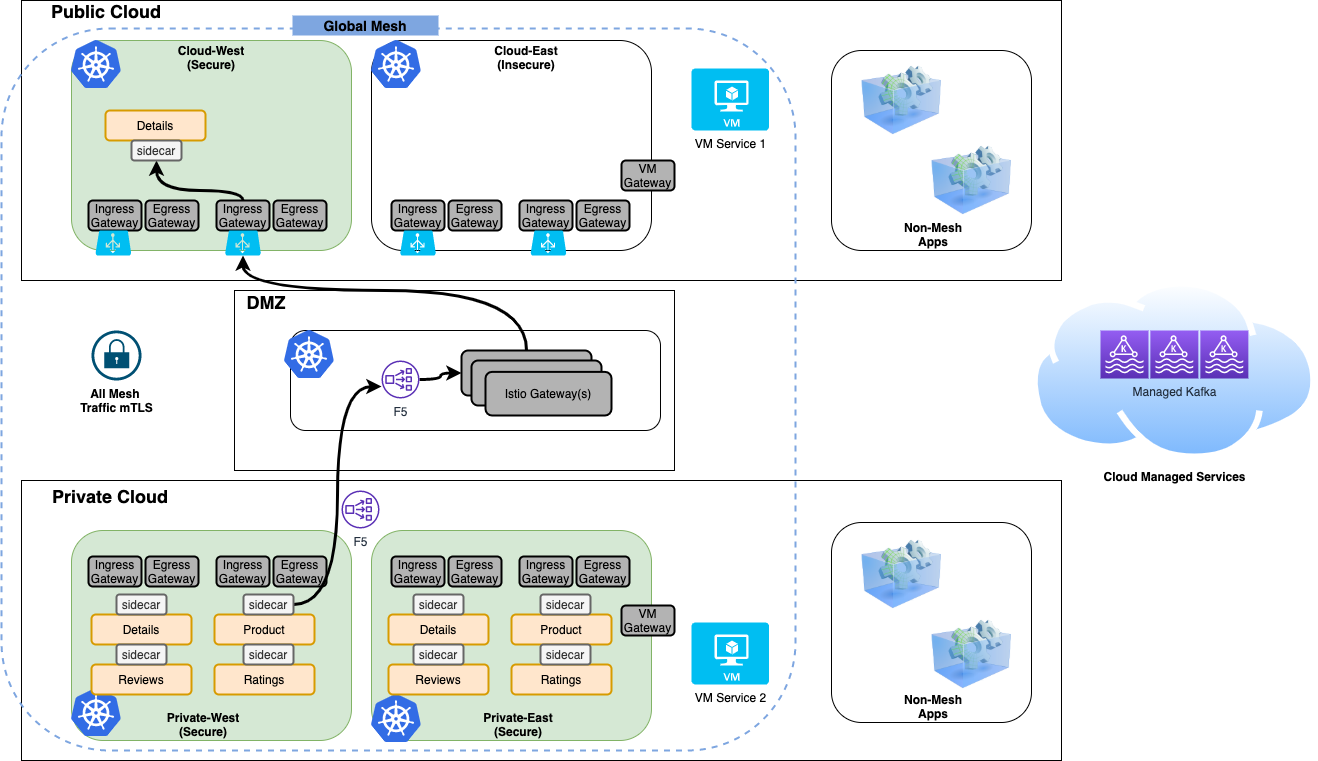 Public Cloud
Global Mesh
Cloud-West
(Secure)
Cloud-East
(Insecure)
Details
sidecar
Ingress
Gateway
Egress
Gateway
Ingress
Gateway
Egress
Gateway
Ingress
Gateway
Egress
Gateway
Ingress
Gateway
Egress
Gateway
VM
Gateway
VM
VM Service 1
Non-Mesh
Apps
DMZ
F5
Istio Gateway(s)
All Mesh
Traffic mTLS
K
K
K
Managed Kafka
Cloud Managed Services
Private Cloud
F5
Ingress
Gateway
Egress
Gateway
Ingress
Gateway
Egress
Gateway
sidecar
sidecar
Details
Product
sidecar
sidecar
Reviews
Ratings
Private-West
(Secure)
Ingress
Gateway
Egress
Gateway
Ingress
Gateway
Egress
Gateway
sidecar
sidecar
Details
Product
sidecar
sidecar
Reviews
Ratings
Private-East
(Secure)
VM
Gateway
VM
VM Service 2
Non-Mesh
Apps